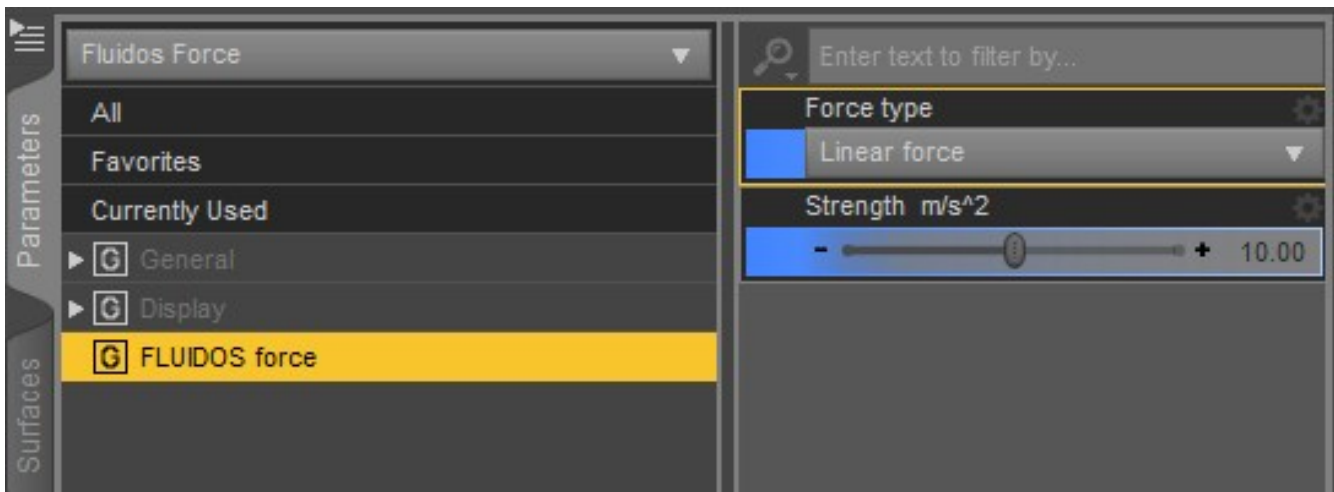 Parameters
Surfaces
Fluidos Force
All
Favorites
Currently Used
G General
G Display
G FLUIDOS force
Enter text to filter by...
Force type
Linear force
Strength m/s^2
- + 10.00